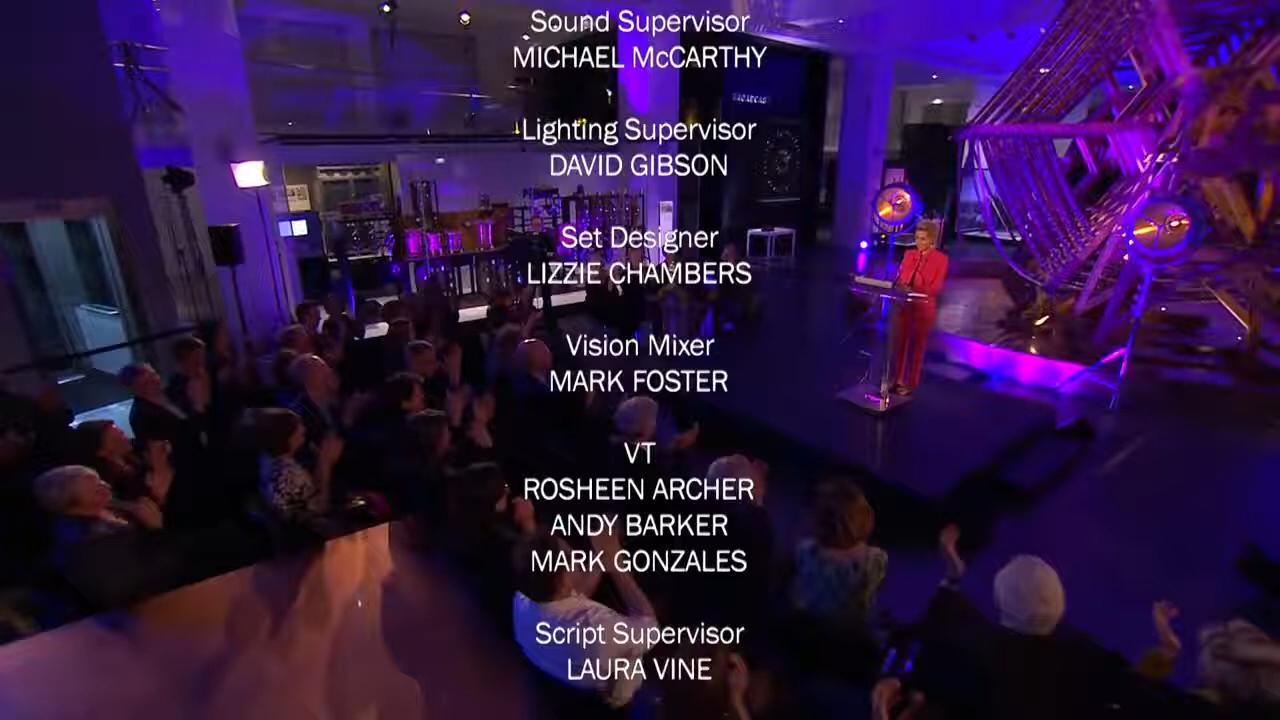 Sound Supervisor
MICHAEL McCARTHY
BROADCAST
Lighting Supervisor
DAVID GIBSON
Set Designer
LIZZIE CHAMBERS
Vision Mixer
MARK FOSTER
VT
ROSHEEN ARCHER
ANDY BARKER
MARK GONZALES
Script Supervisor
LAURA VINE